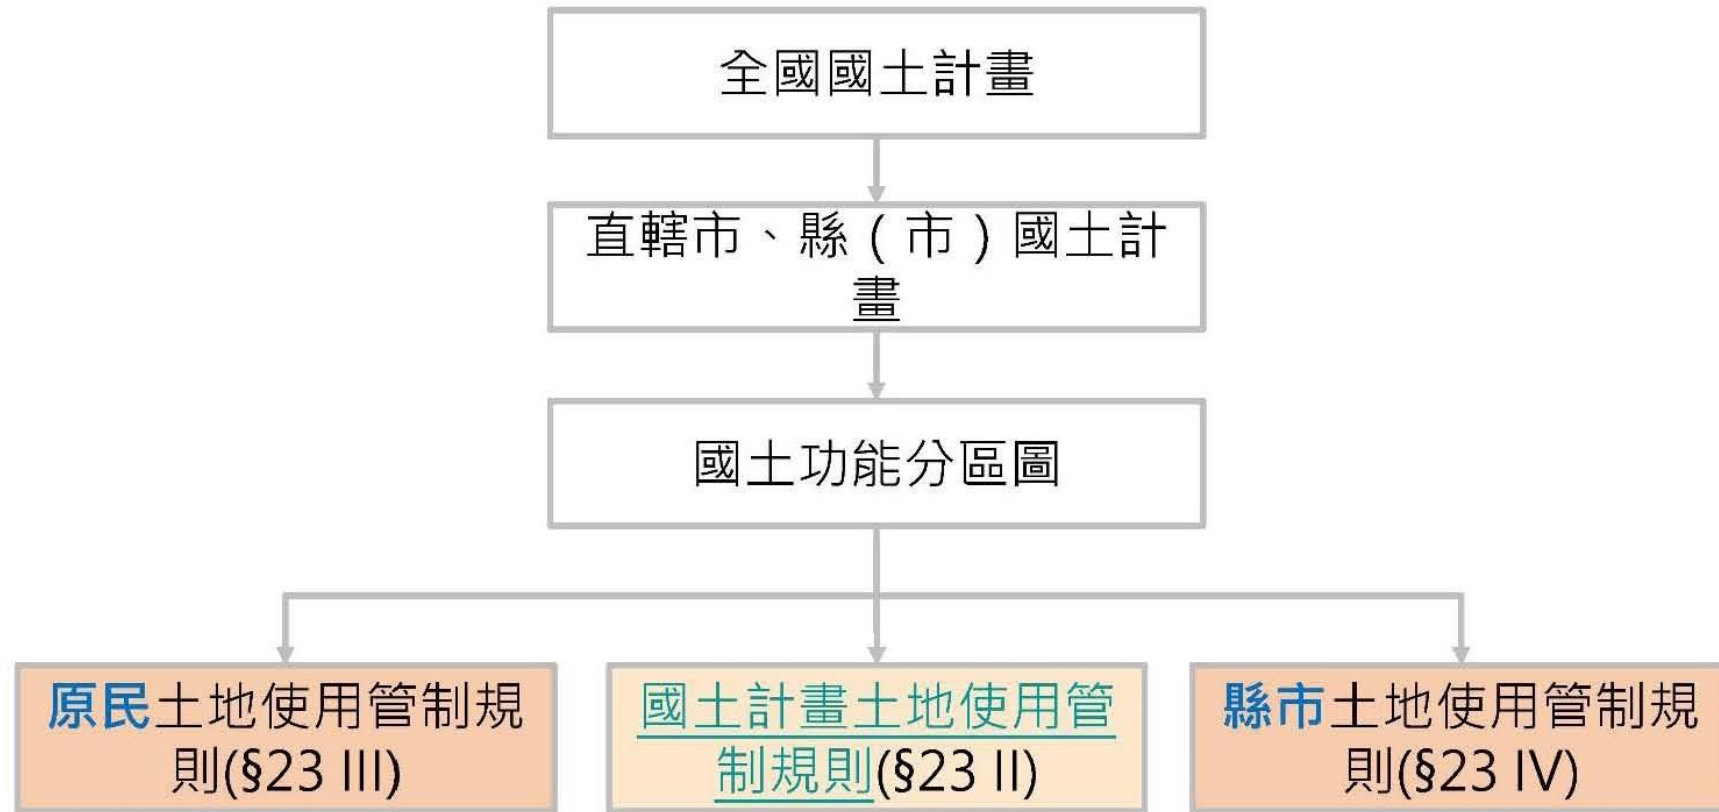 全國國土計畫
直轄市、縣（市）國土計
畫
國土功能分區圖
原民土地使用管制規
則(§23 III)
國土計畫土地使用管
制規則(§23 II)
縣市土地使用管制規
則(§23 IV)